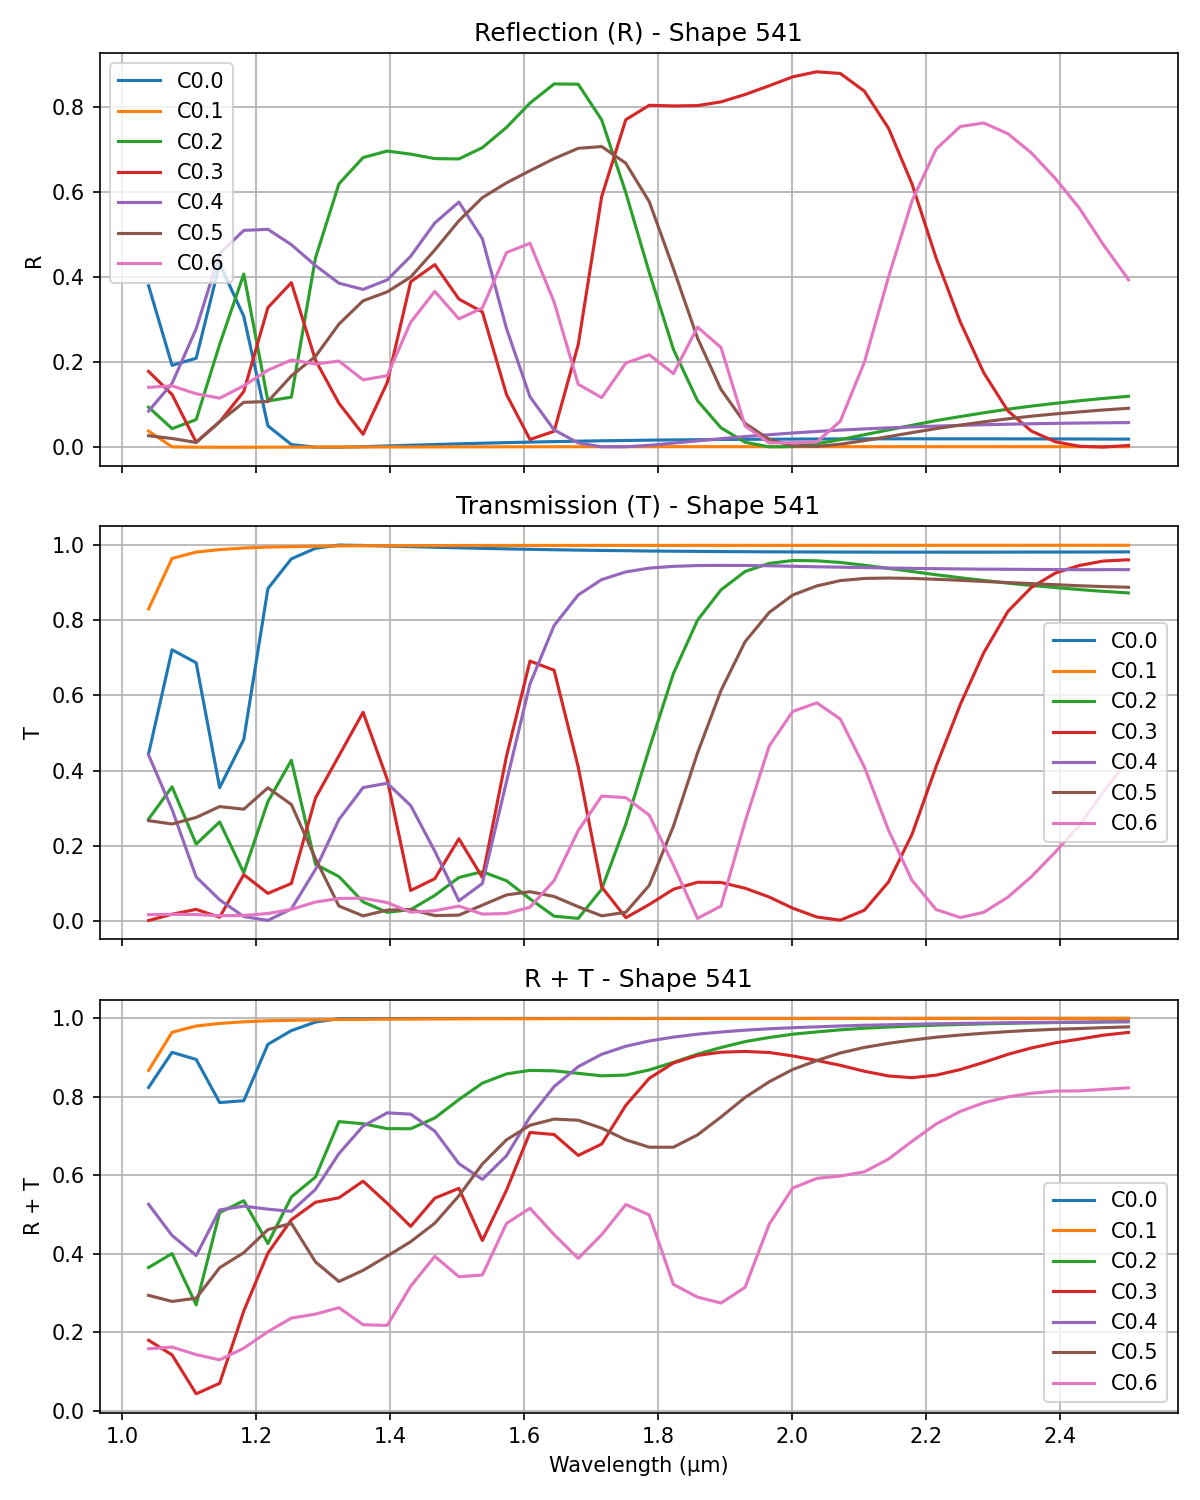 Reflection (R) - Shape 541
C0.0
C0.1
C0.2
C0.3
C0.4
C0.5
C0.6
0.8
0.6
0.4
0.2
0.0
R
Transmission (T) - Shape 541
1.0
0.8
0.6
0.4
0.2
0.0
T
C0.0
C0.1
C0.2
C0.3
C0.4
C0.5
C0.6
R + T - Shape 541
1.0
0.8
0.6
0.4
0.2
0.0
R + T
C0.0
C0.1
C0.2
C0.3
C0.4
C0.5
C0.6
1.0 1.2 1.4 1.6 1.8 2.0 2.2 2.4
Wavelength (μm)